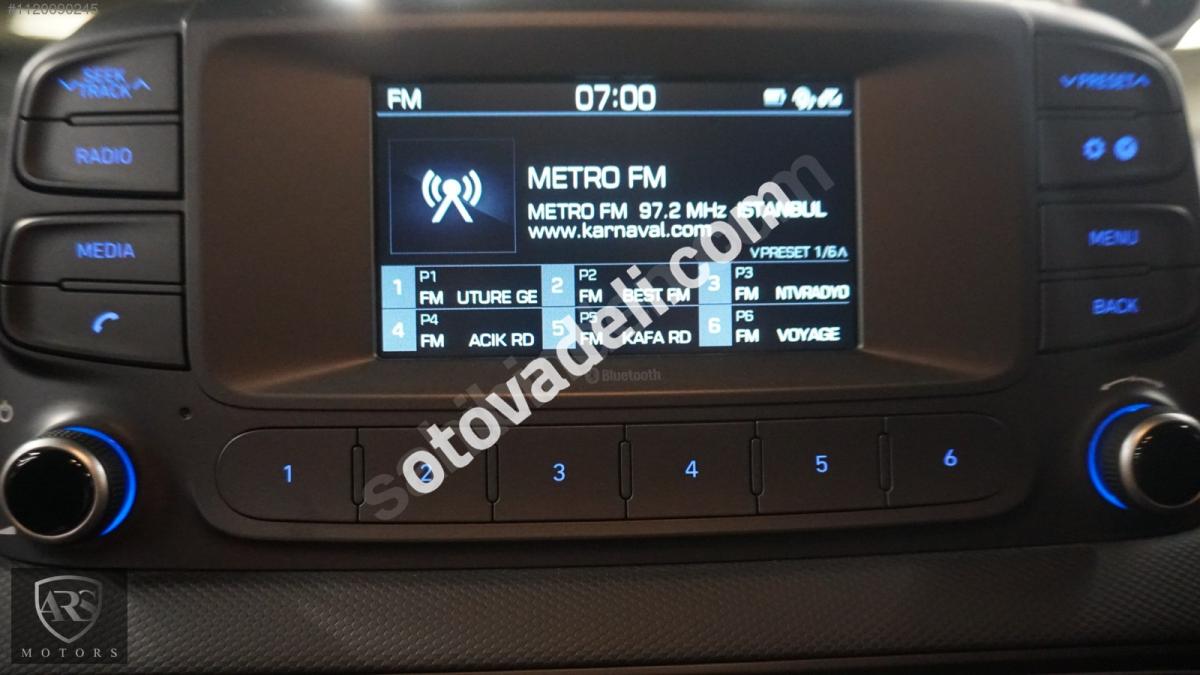 #1120090245
SEEK
TRACK
RADIO
MEDIA
FM 07:00
METRO FM
METRO FM 97.2 MHz ISTANBUL
www.karnaval.com
PRESET 1/6
1 P1 FM UTURE GE
2 P2 FM BEST FM
3 P3 FM NTVRADYO
4 P4 FM ACIK RD
5 P5 FM KAFA RD
6 P6 FM VOYAGE
Bluetooth
PRESET
MENU
BACK
1 2 3 4 5 6
sotovadeli.com
ARS
MOTORS